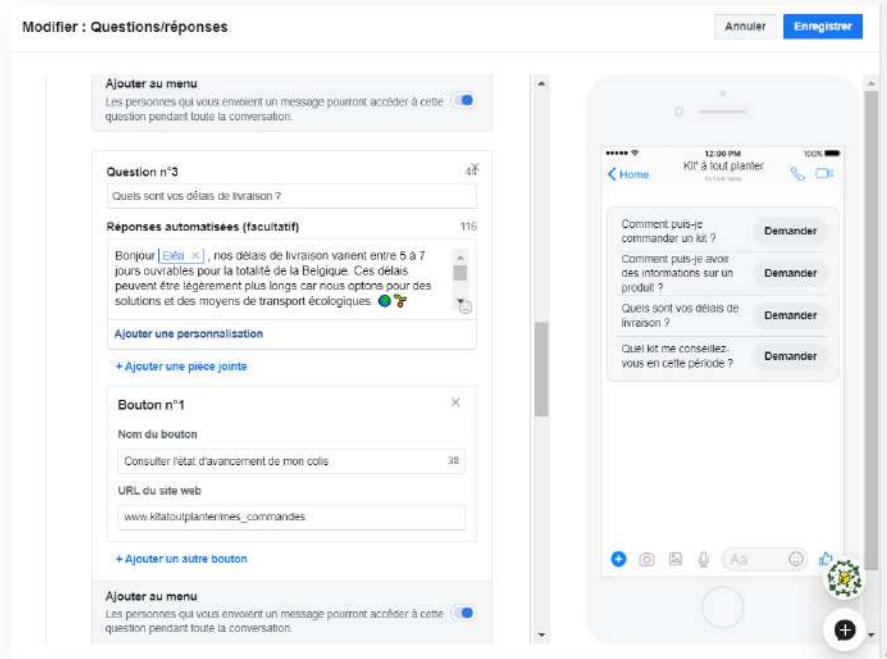 Modifier : Questions/réponses
Annuler
Enregistrer
Ajouter au menu
Les personnes qui vous envoient un message pourront accéder à cette
question pendant toute la conversation.
Question n°3
Quels sont vos délais de livraison ?
Réponses automatisées (facultatif)
116
Bonjour Eléa × , nos délais de livraison varient entre 5 à 7
jours ouvrables pour la totalité de la Belgique. Ces délais
peuvent être légèrement plus longs car nous optons pour des
solutions et des moyens de transport écologiques. 🌍🌱
Ajouter une personnalisation
+ Ajouter une pièce jointe
Bouton n°1
Nom du bouton
Consulter l'état d'avancement de mon colis
38
URL du site web
www.kitatoutplanter/mes_commandes
+ Ajouter un autre bouton
Ajouter au menu
Les personnes qui vous envoient un message pourront accéder à cette
question pendant toute la conversation.
12:00 PM
100%
Home
Kit' à tout planter
Comment puis-je
commander un kit ?
Demander
Comment puis-je avoir
des informations sur un
produit ?
Demander
Quels sont vos délais de
livraison ?
Demander
Quel kit me conseillez-
vous en cette période ?
Demander
Aa